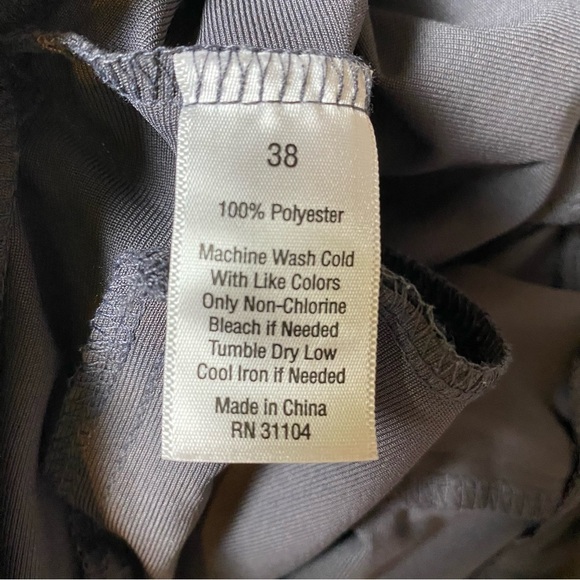 38
100% Polyester
Machine Wash Cold
With Like Colors
Only Non-Chlorine
Bleach if Needed
Tumble Dry Low
Cool Iron if Needed
Made in China
RN 31104